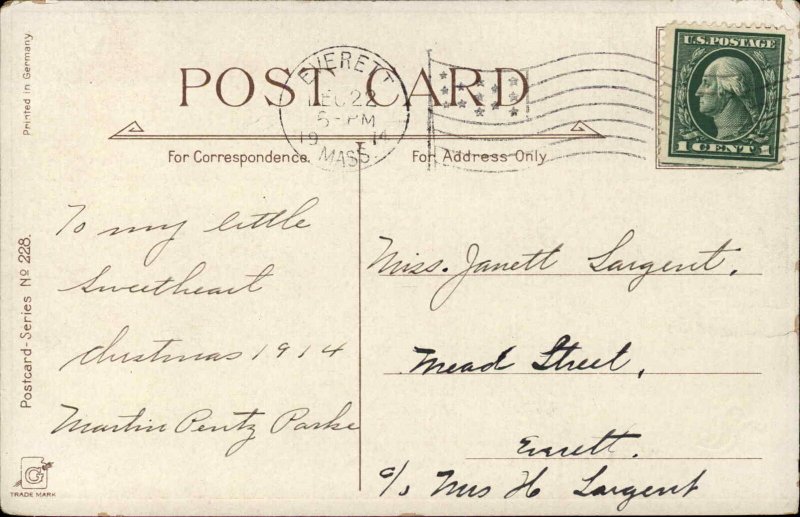 POST CARD
For Correspondence.
For Address Only
EVERETT
DEC 22
5-PM
19 14
MASS.
U.S. POSTAGE
1 CENT 1
Printed in Germany.
Postcard-Series No 228.
G
TRADE MARK
To my little
Sweetheart
Christmas 1914
Martin Pentz Parke
Miss. Janett Sargent.
Mead Street,
Everett.
c/o Mrs H Sargent